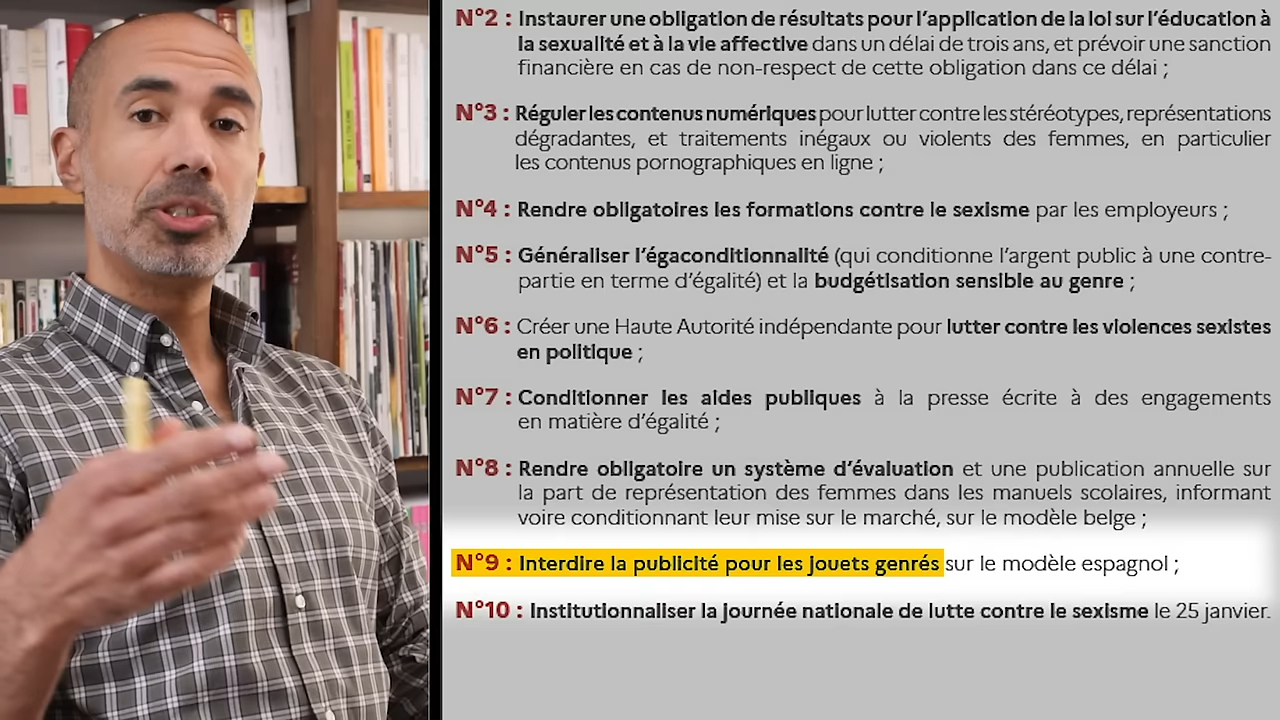 N°2 : Instaurer une obligation de résultats pour l'application de la loi sur l'éducation à
la sexualité et à la vie affective dans un délai de trois ans, et prévoir une sanction
financière en cas de non-respect de cette obligation dans ce délai ;
N°3 : Réguler les contenus numériques pour lutter contre les stéréotypes, représentations
dégradantes, et traitements inégaux ou violents des femmes, en particulier
les contenus pornographiques en ligne ;
N°4 : Rendre obligatoires les formations contre le sexisme par les employeurs ;
N°5 : Généraliser l'égaconditionnalité (qui conditionne l'argent public à une contre-
partie en terme d'égalité) et la budgétisation sensible au genre ;
N°6 : Créer une Haute Autorité indépendante pour lutter contre les violences sexistes
en politique ;
N°7 : Conditionner les aides publiques à la presse écrite à des engagements
en matière d'égalité ;
N°8 : Rendre obligatoire un système d'évaluation et une publication annuelle sur
la part de représentation des femmes dans les manuels scolaires, informant
voire conditionnant leur mise sur le marché, sur le modèle belge ;
N°9 : Interdire la publicité pour les jouets genrés sur le modèle espagnol ;
N°10 : Institutionnaliser la journée nationale de lutte contre le sexisme le 25 janvier.